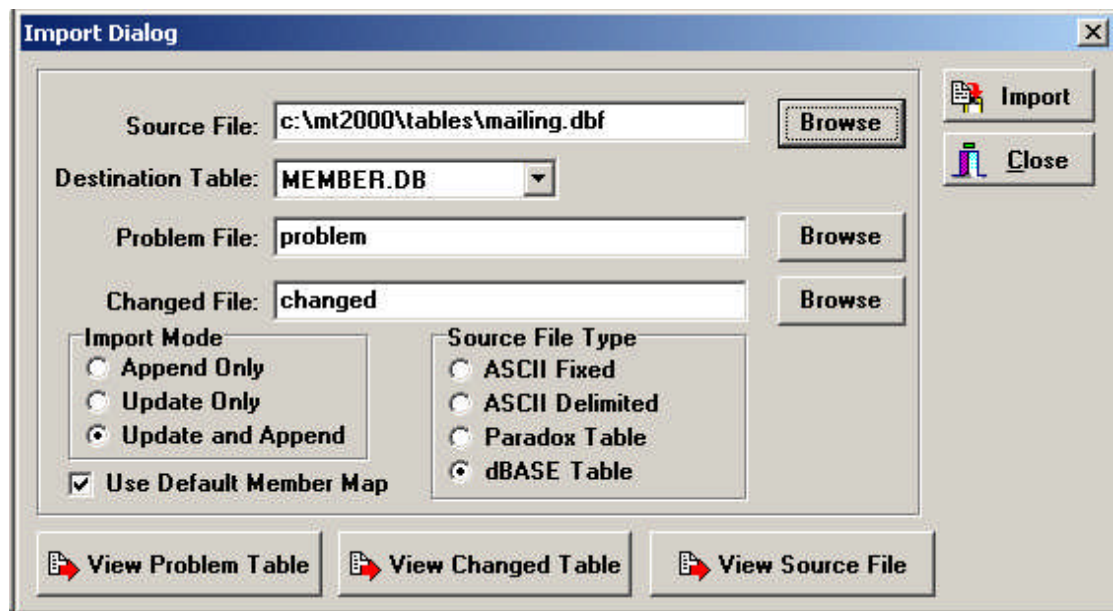 Import Dialog
Source File: c:\mt2000\tables\mailing.dbf Browse
Import
Destination Table: MEMBER.DB
Close
Problem File: problem Browse
Changed File: changed Browse
Import Mode
Append Only
Update Only
Update and Append
Use Default Member Map
Source File Type
ASCII Fixed
ASCII Delimited
Paradox Table
dBASE Table
View Problem Table
View Changed Table
View Source File